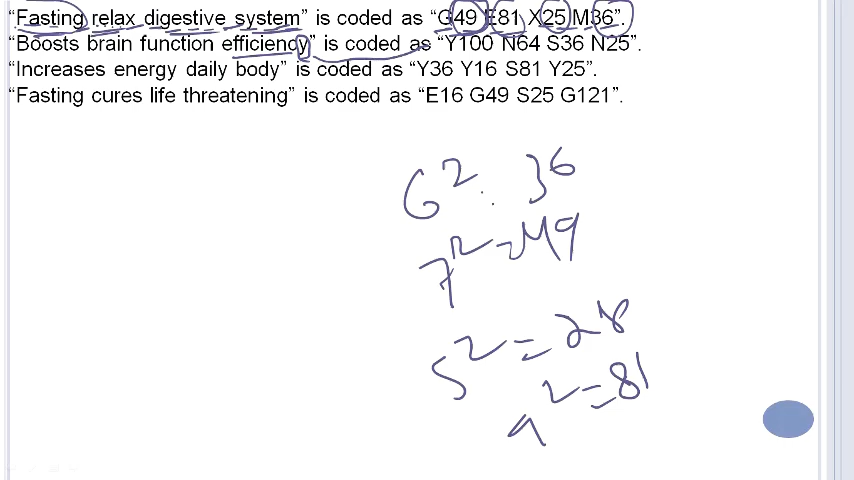 “Fasting relax digestive system” is coded as “G49 E81 X25 M36”.
“Boosts brain function efficiency” is coded as “Y100 N64 S36 N25”.
“Increases energy daily body” is coded as “Y36 Y16 S81 Y25”.
“Fasting cures life threatening” is coded as “E16 G49 S25 G121”.
6² 36
7² = 49
5² = 25
9² = 81